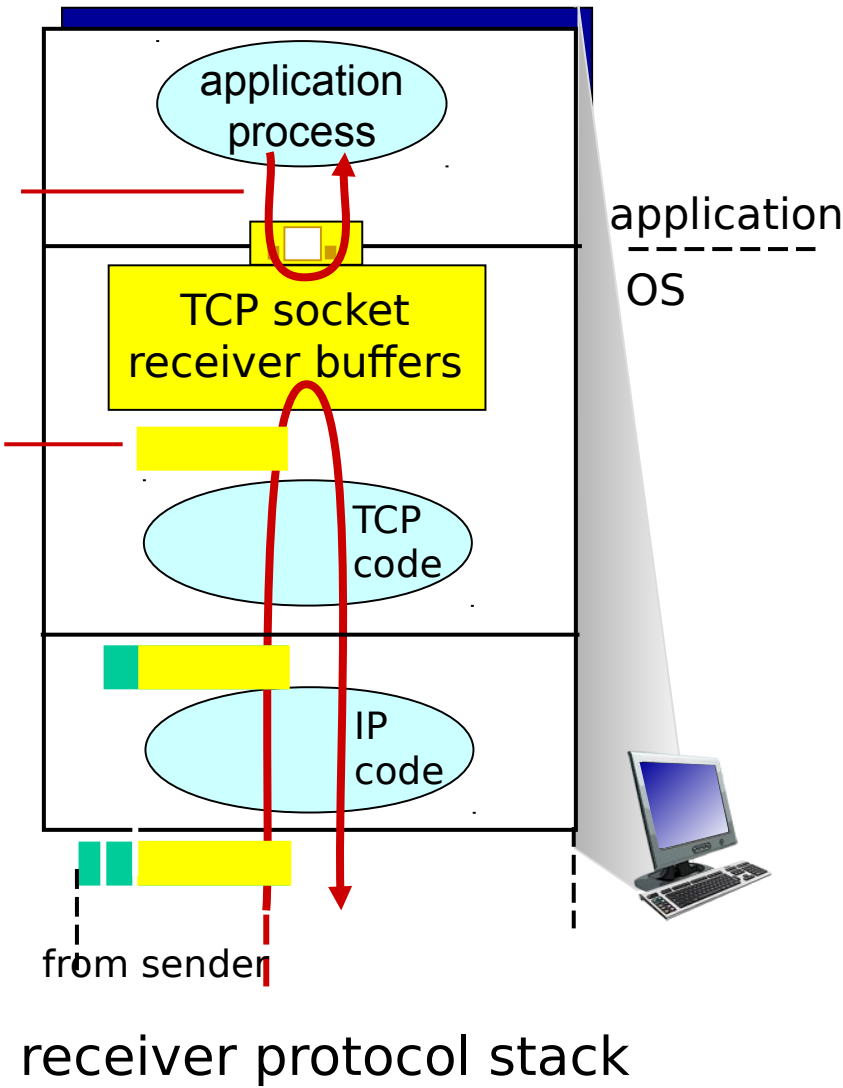 application
process
application
OS
TCP socket
receiver buffers
TCP
code
IP
code
from sender
receiver protocol stack